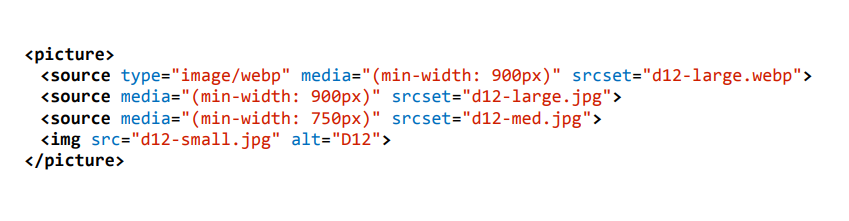 <picture>
  <source type="image/webp" media="(min-width: 900px)" srcset="d12-large.webp">
  <source media="(min-width: 900px)" srcset="d12-large.jpg">
  <source media="(min-width: 750px)" srcset="d12-med.jpg">
  <img src="d12-small.jpg" alt="D12">
</picture>